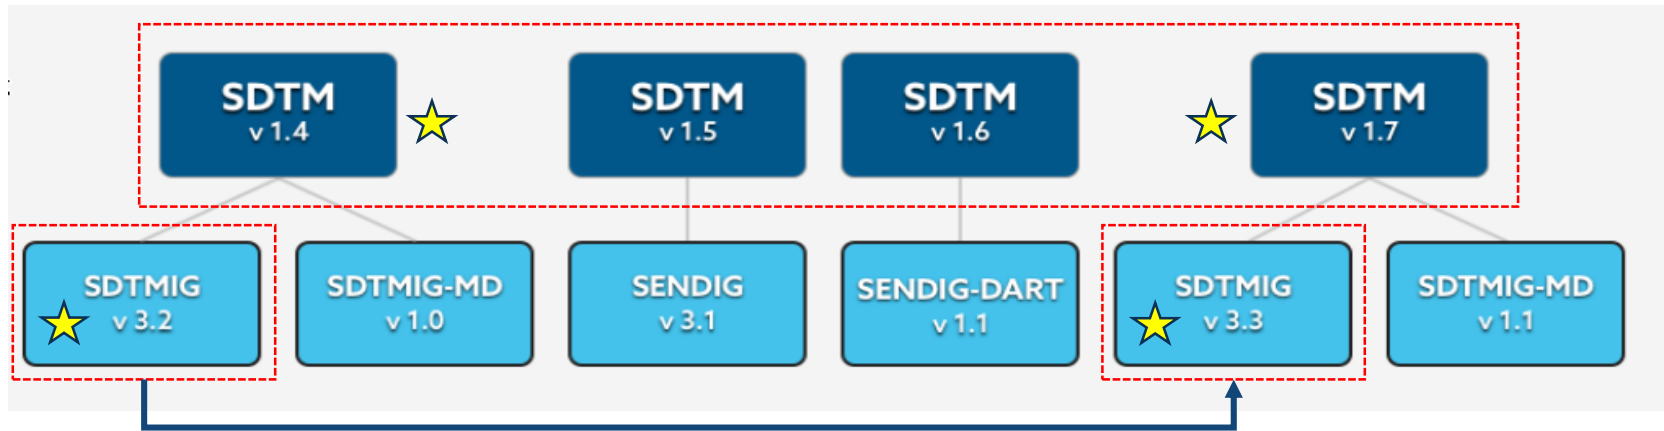 SDTM
v 1.4
SDTM
v 1.5
SDTM
v 1.6
SDTM
v 1.7
SDTMIG
v 3.2
SDTMIG-MD
v 1.0
SENDIG
v 3.1
SENDIG-DART
v 1.1
SDTMIG
v 3.3
SDTMIG-MD
v 1.1